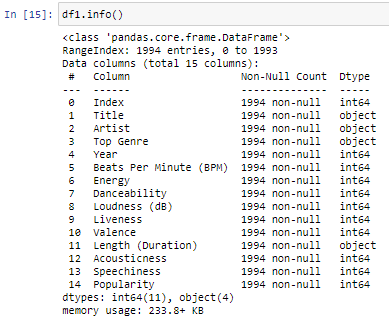 In [15]: df1.info()
<class 'pandas.core.frame.DataFrame'>
RangeIndex: 1994 entries, 0 to 1993
Data columns (total 15 columns):
 #   Column                  Non-Null Count  Dtype
---  ------                  --------------  -----
 0   Index                   1994 non-null   int64
 1   Title                   1994 non-null   object
 2   Artist                  1994 non-null   object
 3   Top Genre               1994 non-null   object
 4   Year                    1994 non-null   int64
 5   Beats Per Minute (BPM)  1994 non-null   int64
 6   Energy                  1994 non-null   int64
 7   Danceability            1994 non-null   int64
 8   Loudness (dB)           1994 non-null   int64
 9   Liveness                1994 non-null   int64
 10  Valence                 1994 non-null   int64
 11  Length (Duration)       1994 non-null   object
 12  Acousticness            1994 non-null   int64
 13  Speechiness             1994 non-null   int64
 14  Popularity              1994 non-null   int64
dtypes: int64(11), object(4)
memory usage: 233.8+ KB